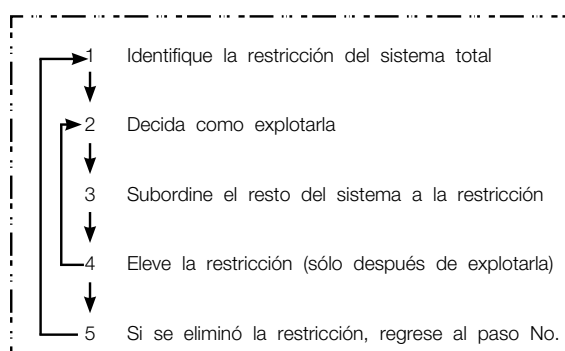 1 Identifique la restricción del sistema total
2 Decida como explotarla
3 Subordine el resto del sistema a la restricción
4 Eleve la restricción (sólo después de explotarla)
5 Si se eliminó la restricción, regrese al paso No.